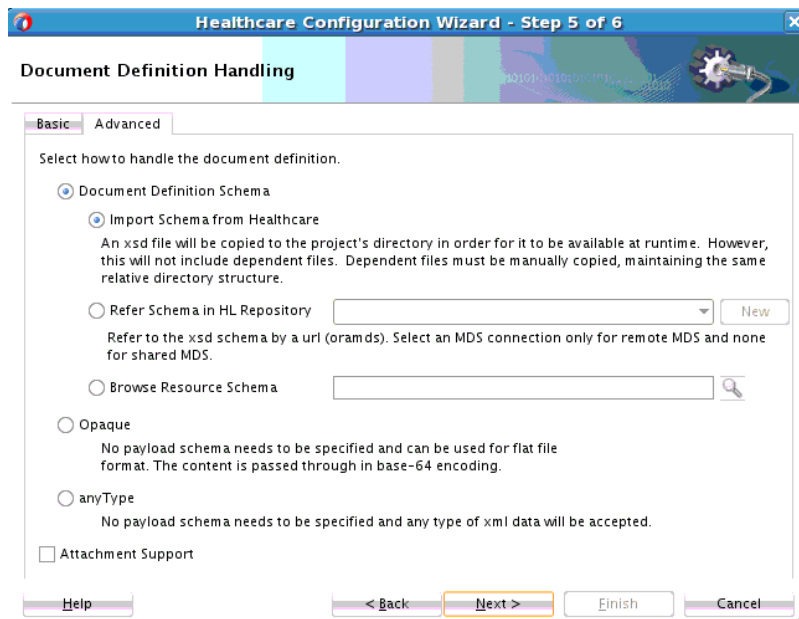 Healthcare Configuration Wizard - Step 5 of 6
Document Definition Handling
Basic Advanced
Select how to handle the document definition.
Document Definition Schema
Import Schema from Healthcare
An xsd file will be copied to the project's directory in order for it to be available at runtime. However,
this will not include dependent files. Dependent files must be manually copied, maintaining the same
relative directory structure.
Refer Schema in HL Repository New
Refer to the xsd schema by a url (oramds). Select an MDS connection only for remote MDS and none
for shared MDS.
Browse Resource Schema
Opaque
No payload schema needs to be specified and can be used for flat file
format. The content is passed through in base-64 encoding.
anyType
No payload schema needs to be specified and any type of xml data will be accepted.
Attachment Support
Help < Back Next > Finish Cancel